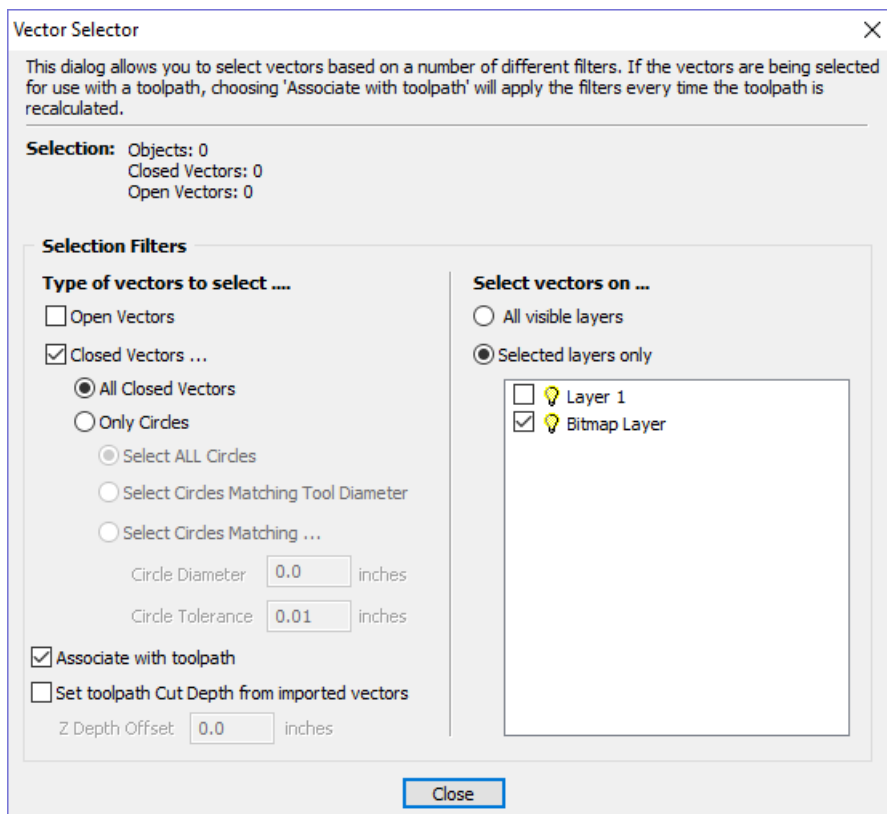 Vector Selector
This dialog allows you to select vectors based on a number of different filters. If the vectors are being selected
for use with a toolpath, choosing 'Associate with toolpath' will apply the filters every time the toolpath is
recalculated.
Selection: Objects: 0
Closed Vectors: 0
Open Vectors: 0
Selection Filters
Type of vectors to select ....
Open Vectors
Closed Vectors ...
All Closed Vectors
Only Circles
Select ALL Circles
Select Circles Matching Tool Diameter
Select Circles Matching ...
Circle Diameter 0.0 inches
Circle Tolerance 0.01 inches
Associate with toolpath
Set toolpath Cut Depth from imported vectors
Z Depth Offset 0.0 inches
Select vectors on ...
All visible layers
Selected layers only
Layer 1
Bitmap Layer
Close